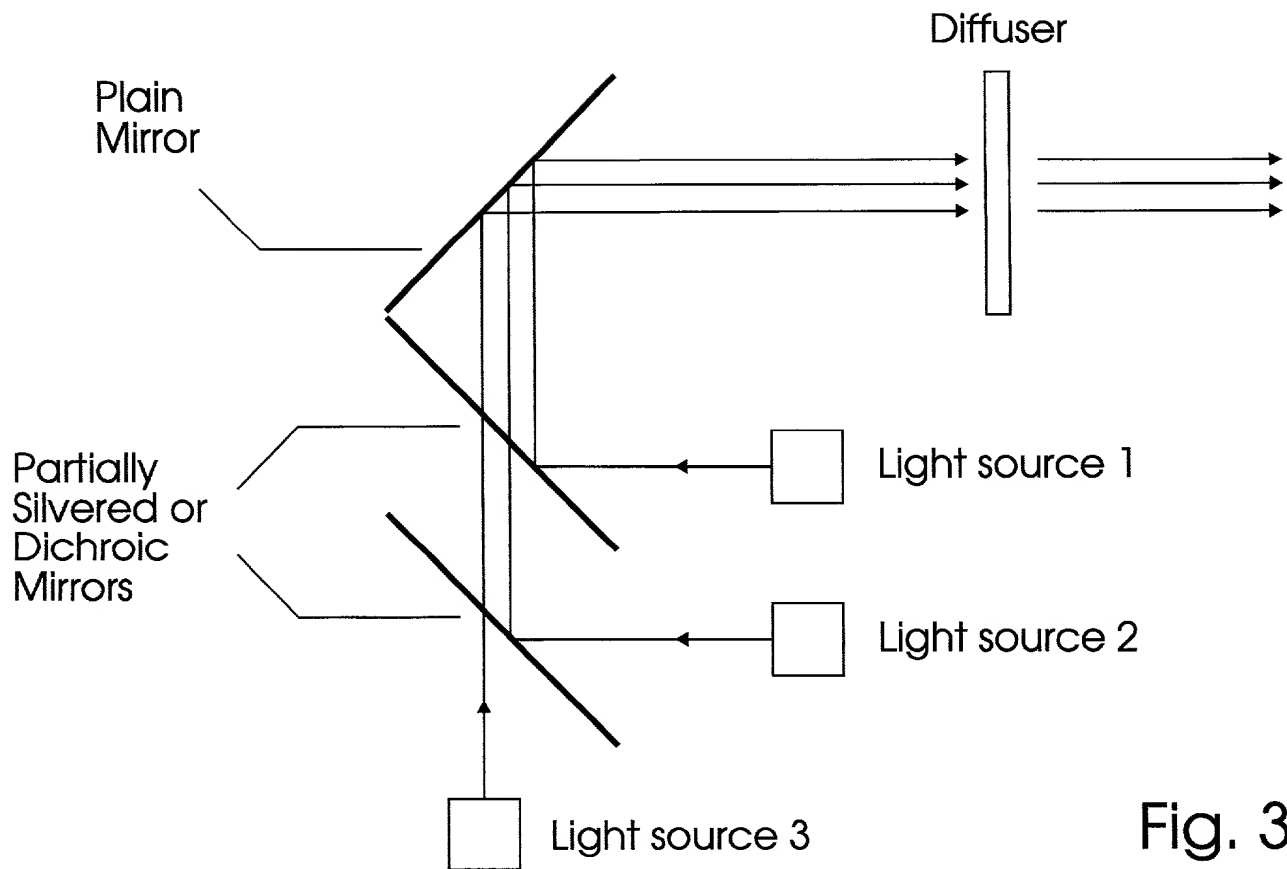 Diffuser
Plain
Mirror
Light source 1
Partially
Silvered or
Dichroic
Mirrors
Light source 2
Light source 3
Fig. 3